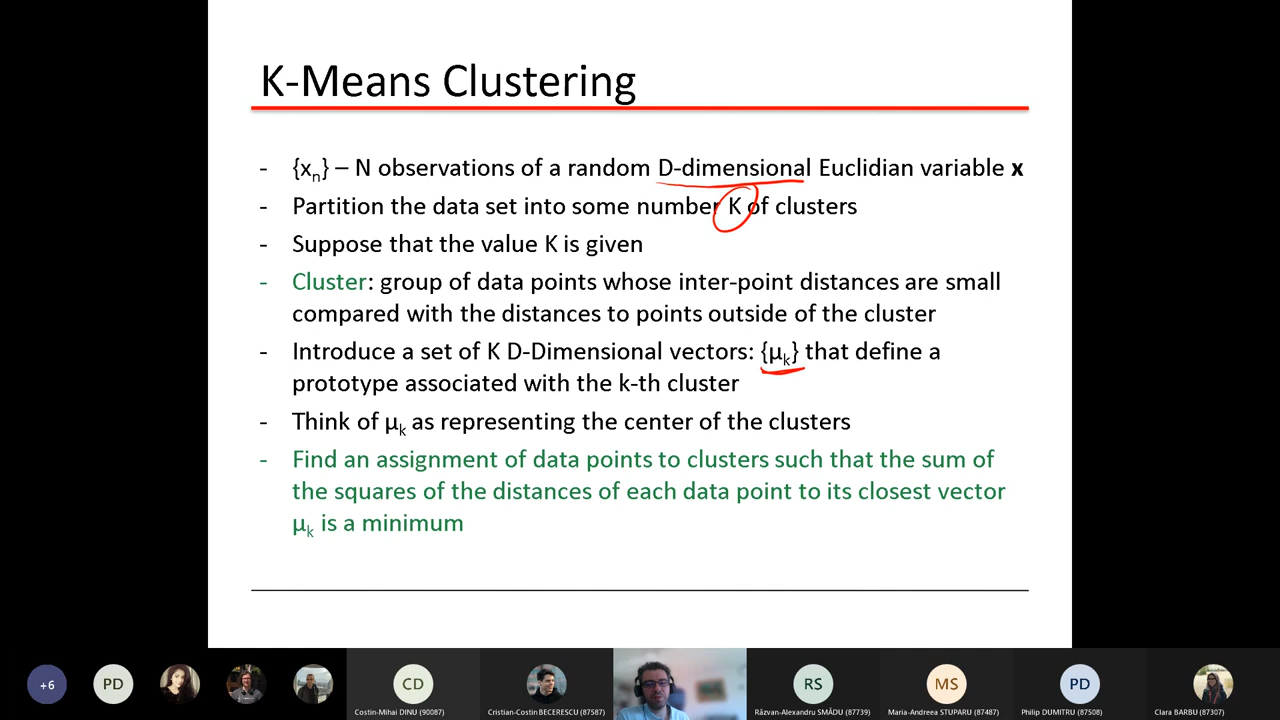 K-Means Clustering
- {xₙ} – N observations of a random D-dimensional Euclidian variable x
- Partition the data set into some number K of clusters
- Suppose that the value K is given
- Cluster: group of data points whose inter-point distances are small
compared with the distances to points outside of the cluster
- Introduce a set of K D-Dimensional vectors: {μₖ} that define a
prototype associated with the k-th cluster
- Think of μₖ as representing the center of the clusters
- Find an assignment of data points to clusters such that the sum of
the squares of the distances of each data point to its closest vector
μₖ is a minimum
+6 PD CD RS MS PD
Costin-Mihai DINU (90087) Cristian-Costin BECERESCU (87587) Răzvan-Alexandru SMĂDU (87739) Maria-Andreea STUPARU (87487) Philip DUMITRU (87508) Clara BARBU (87307)